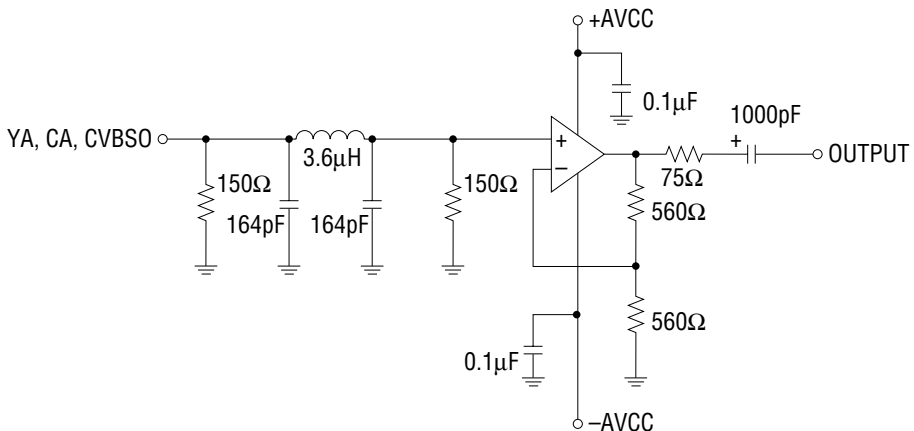 +AVCC
0.1μF
1000pF
+
YA, CA, CVBSO
3.6μH
+
−
OUTPUT
75Ω
150Ω
150Ω
164pF
164pF
560Ω
560Ω
0.1μF
−AVCC